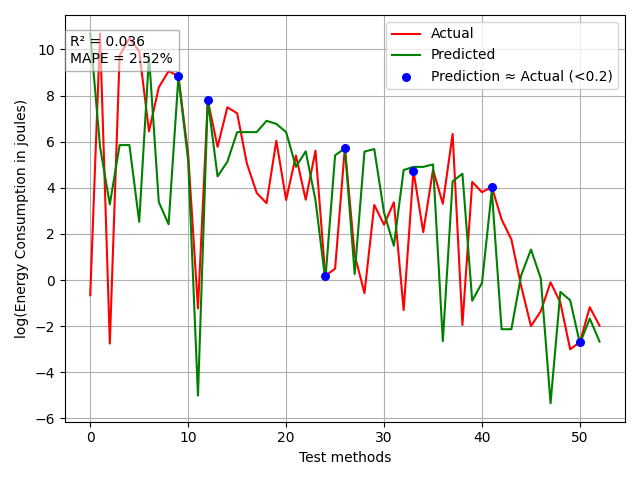 R² = 0.036
MAPE = 2.52%
Actual
Predicted
Prediction ≈ Actual (<0.2)
log(Energy Consumption in joules)
10
8
6
4
2
0
−2
−4
−6
0 10 20 30 40 50
Test methods